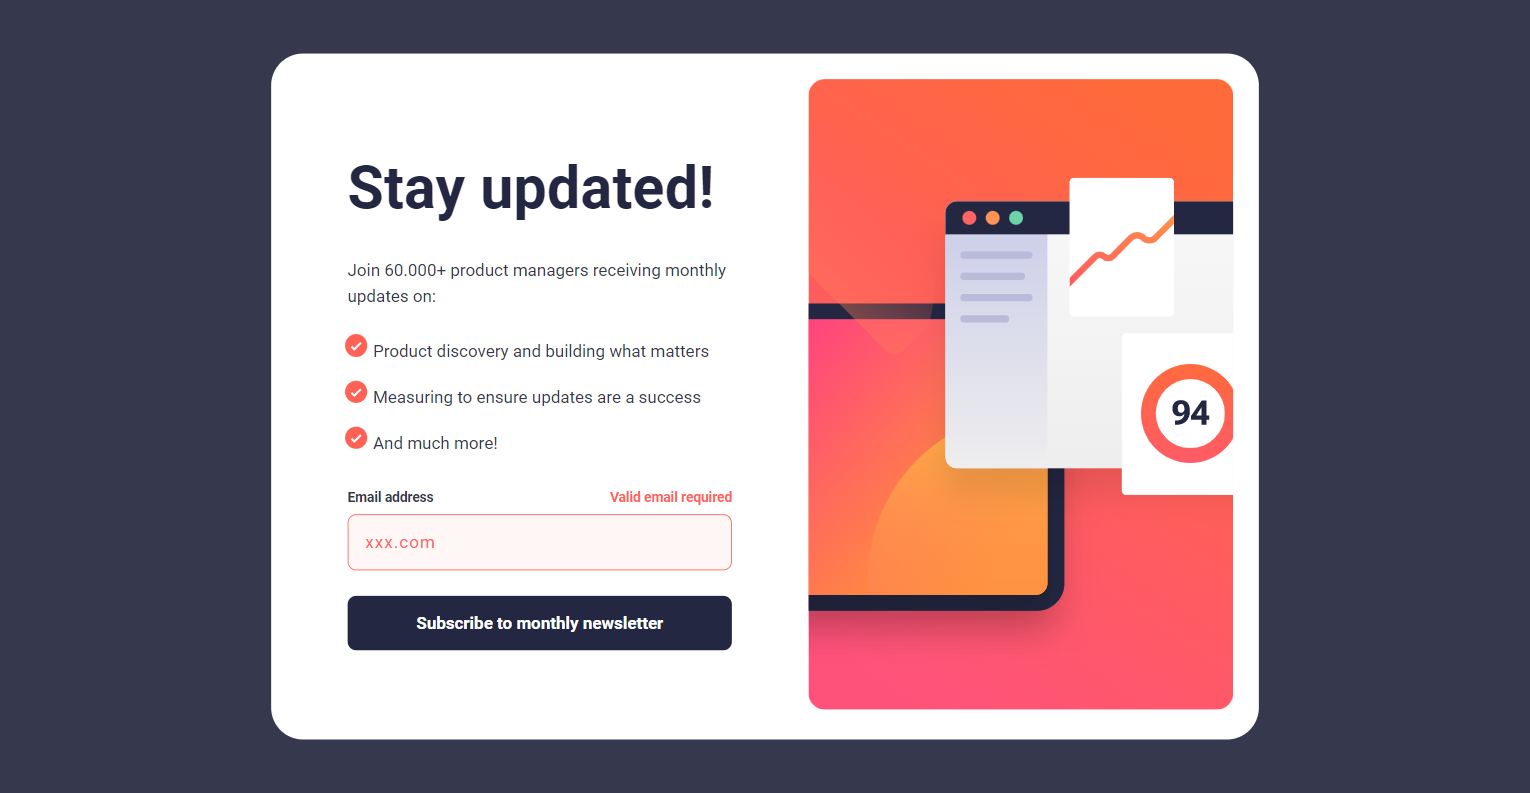 Stay updated!
Join 60.000+ product managers receiving monthly
updates on:
Product discovery and building what matters
Measuring to ensure updates are a success
And much more!
Email address
Valid email required
xxx.com
Subscribe to monthly newsletter
94